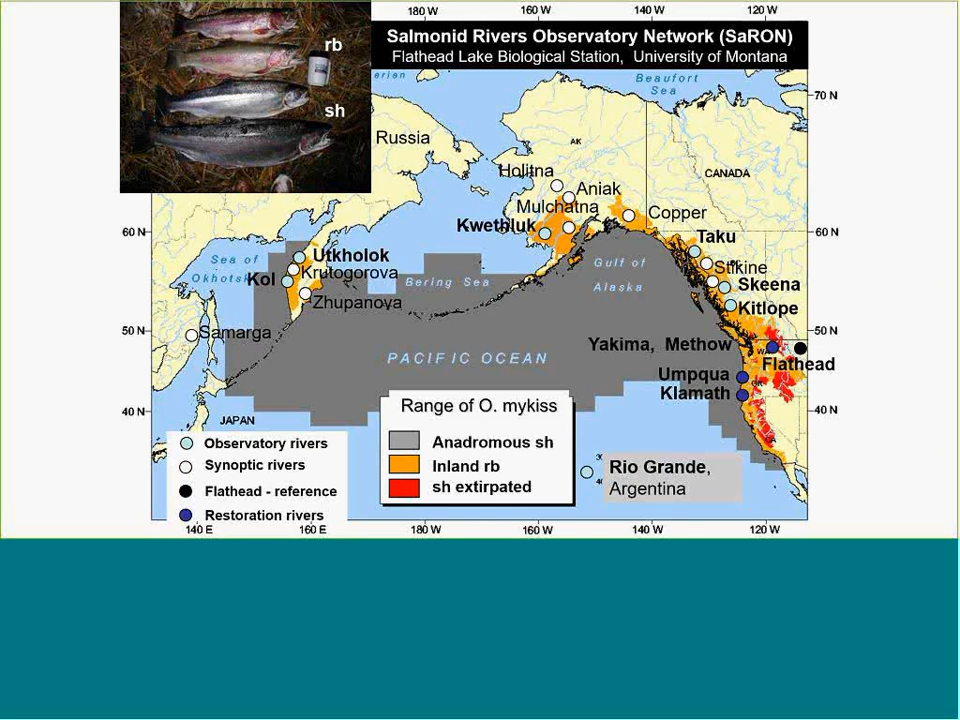 180 W
160 W
140 W
120 W
rb
sh
Salmonid Rivers Observatory Network (SaRON)
Flathead Lake Biological Station, University of Montana
erian
Beaufort
Sea
70 N
Russia
AK
CANADA
Holitna
Aniak
Mulchatna
Copper
Kwethluk
60 N
60 N
Taku
Sea of
Okhotsk
Utkholok
Kol
Krutogorova
Zhupanova
Bering Sea
Gulf of
Alaska
Stikine
Skeena
Kitlope
50 N
50 N
Samarga
PACIFIC OCEAN
Yakima, Methow
Flathead
Umpqua
Klamath
40 N
40 N
JAPAN
Range of O. mykiss
Anadromous sh
Inland rb
sh extirpated
Observatory rivers
Synoptic rivers
Flathead - reference
Restoration rivers
Rio Grande,
Argentina
140 E
160 E
180 W
160 W
140 W
120 W